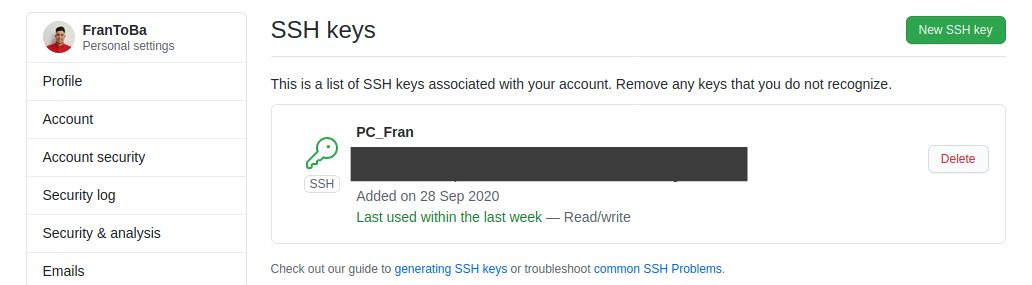 FranToBa
Personal settings
Profile
Account
Account security
Security log
Security & analysis
Emails
SSH keys
New SSH key
This is a list of SSH keys associated with your account. Remove any keys that you do not recognize.
SSH
PC_Fran
Added on 28 Sep 2020
Last used within the last week — Read/write
Delete
Check out our guide to generating SSH keys or troubleshoot common SSH Problems.